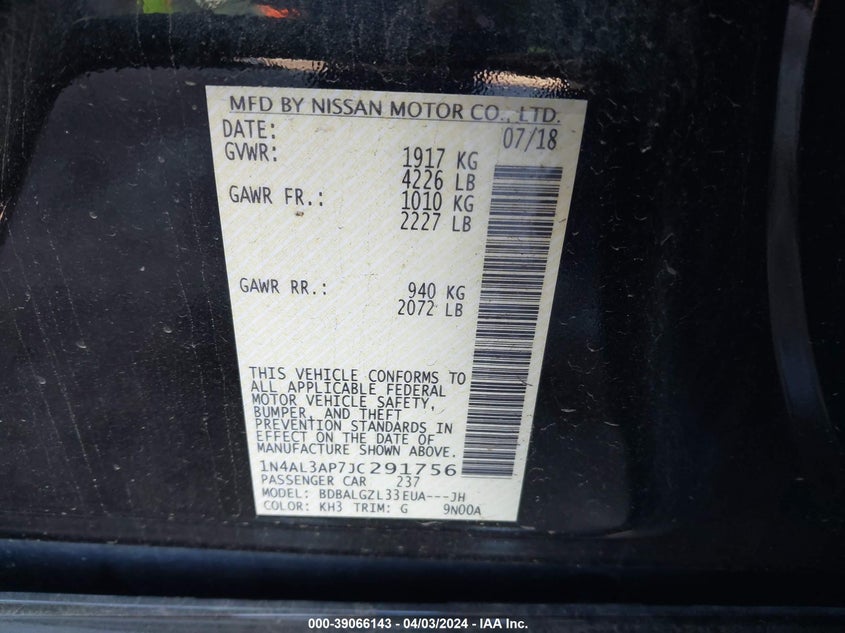 MFD BY NISSAN MOTOR CO., LTD.
DATE: 07/18
GVWR: 1917 KG
4226 LB
GAWR FR.: 1010 KG
2227 LB
GAWR RR.: 940 KG
2072 LB
THIS VEHICLE CONFORMS TO
ALL APPLICABLE FEDERAL
MOTOR VEHICLE SAFETY,
BUMPER, AND THEFT
PREVENTION STANDARDS IN
EFFECT ON THE DATE OF
MANUFACTURE SHOWN ABOVE.
1N4AL3AP7JC291756
PASSENGER CAR 237
MODEL: BDBALGZL33EUA---JH
COLOR: KH3 TRIM: G 9N00A
000-39066143 - 04/03/2024 - IAA Inc.